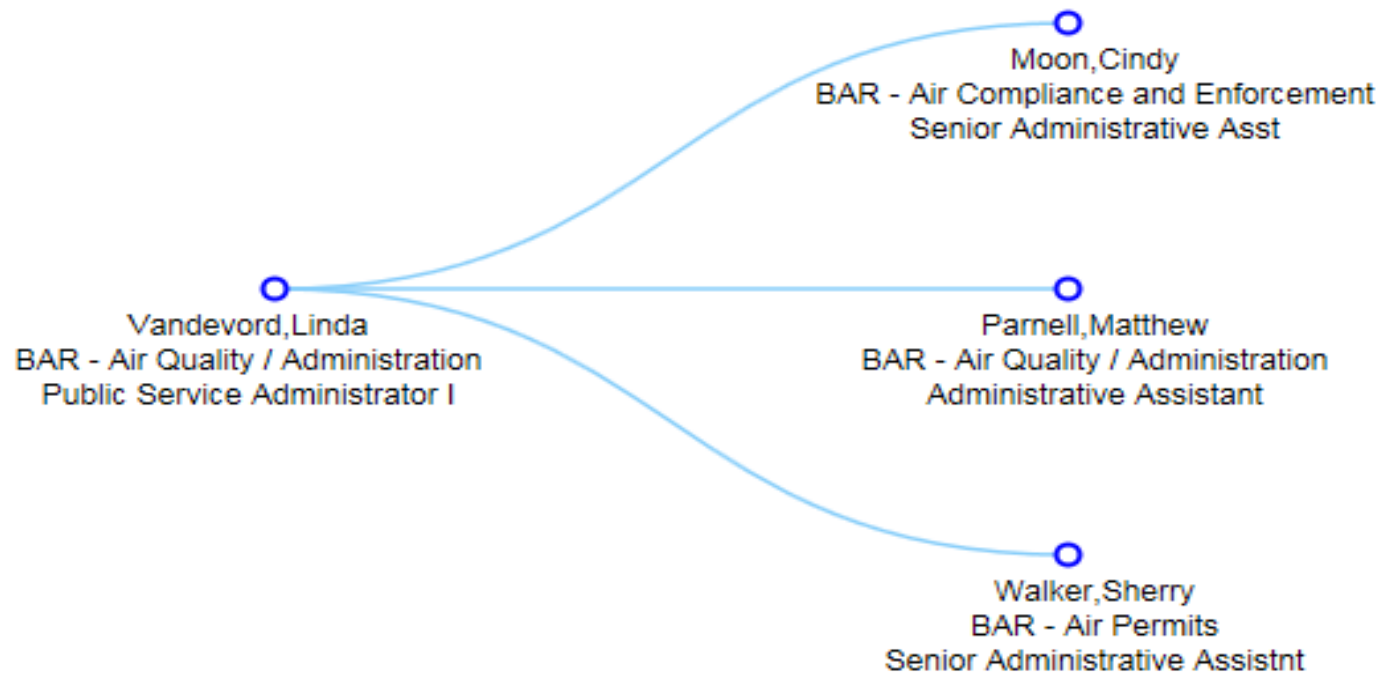 Moon,Cindy
BAR - Air Compliance and Enforcement
Senior Administrative Asst
Vandevord,Linda
BAR - Air Quality / Administration
Public Service Administrator I
Parnell,Matthew
BAR - Air Quality / Administration
Administrative Assistant
Walker,Sherry
BAR - Air Permits
Senior Administrative Assistnt